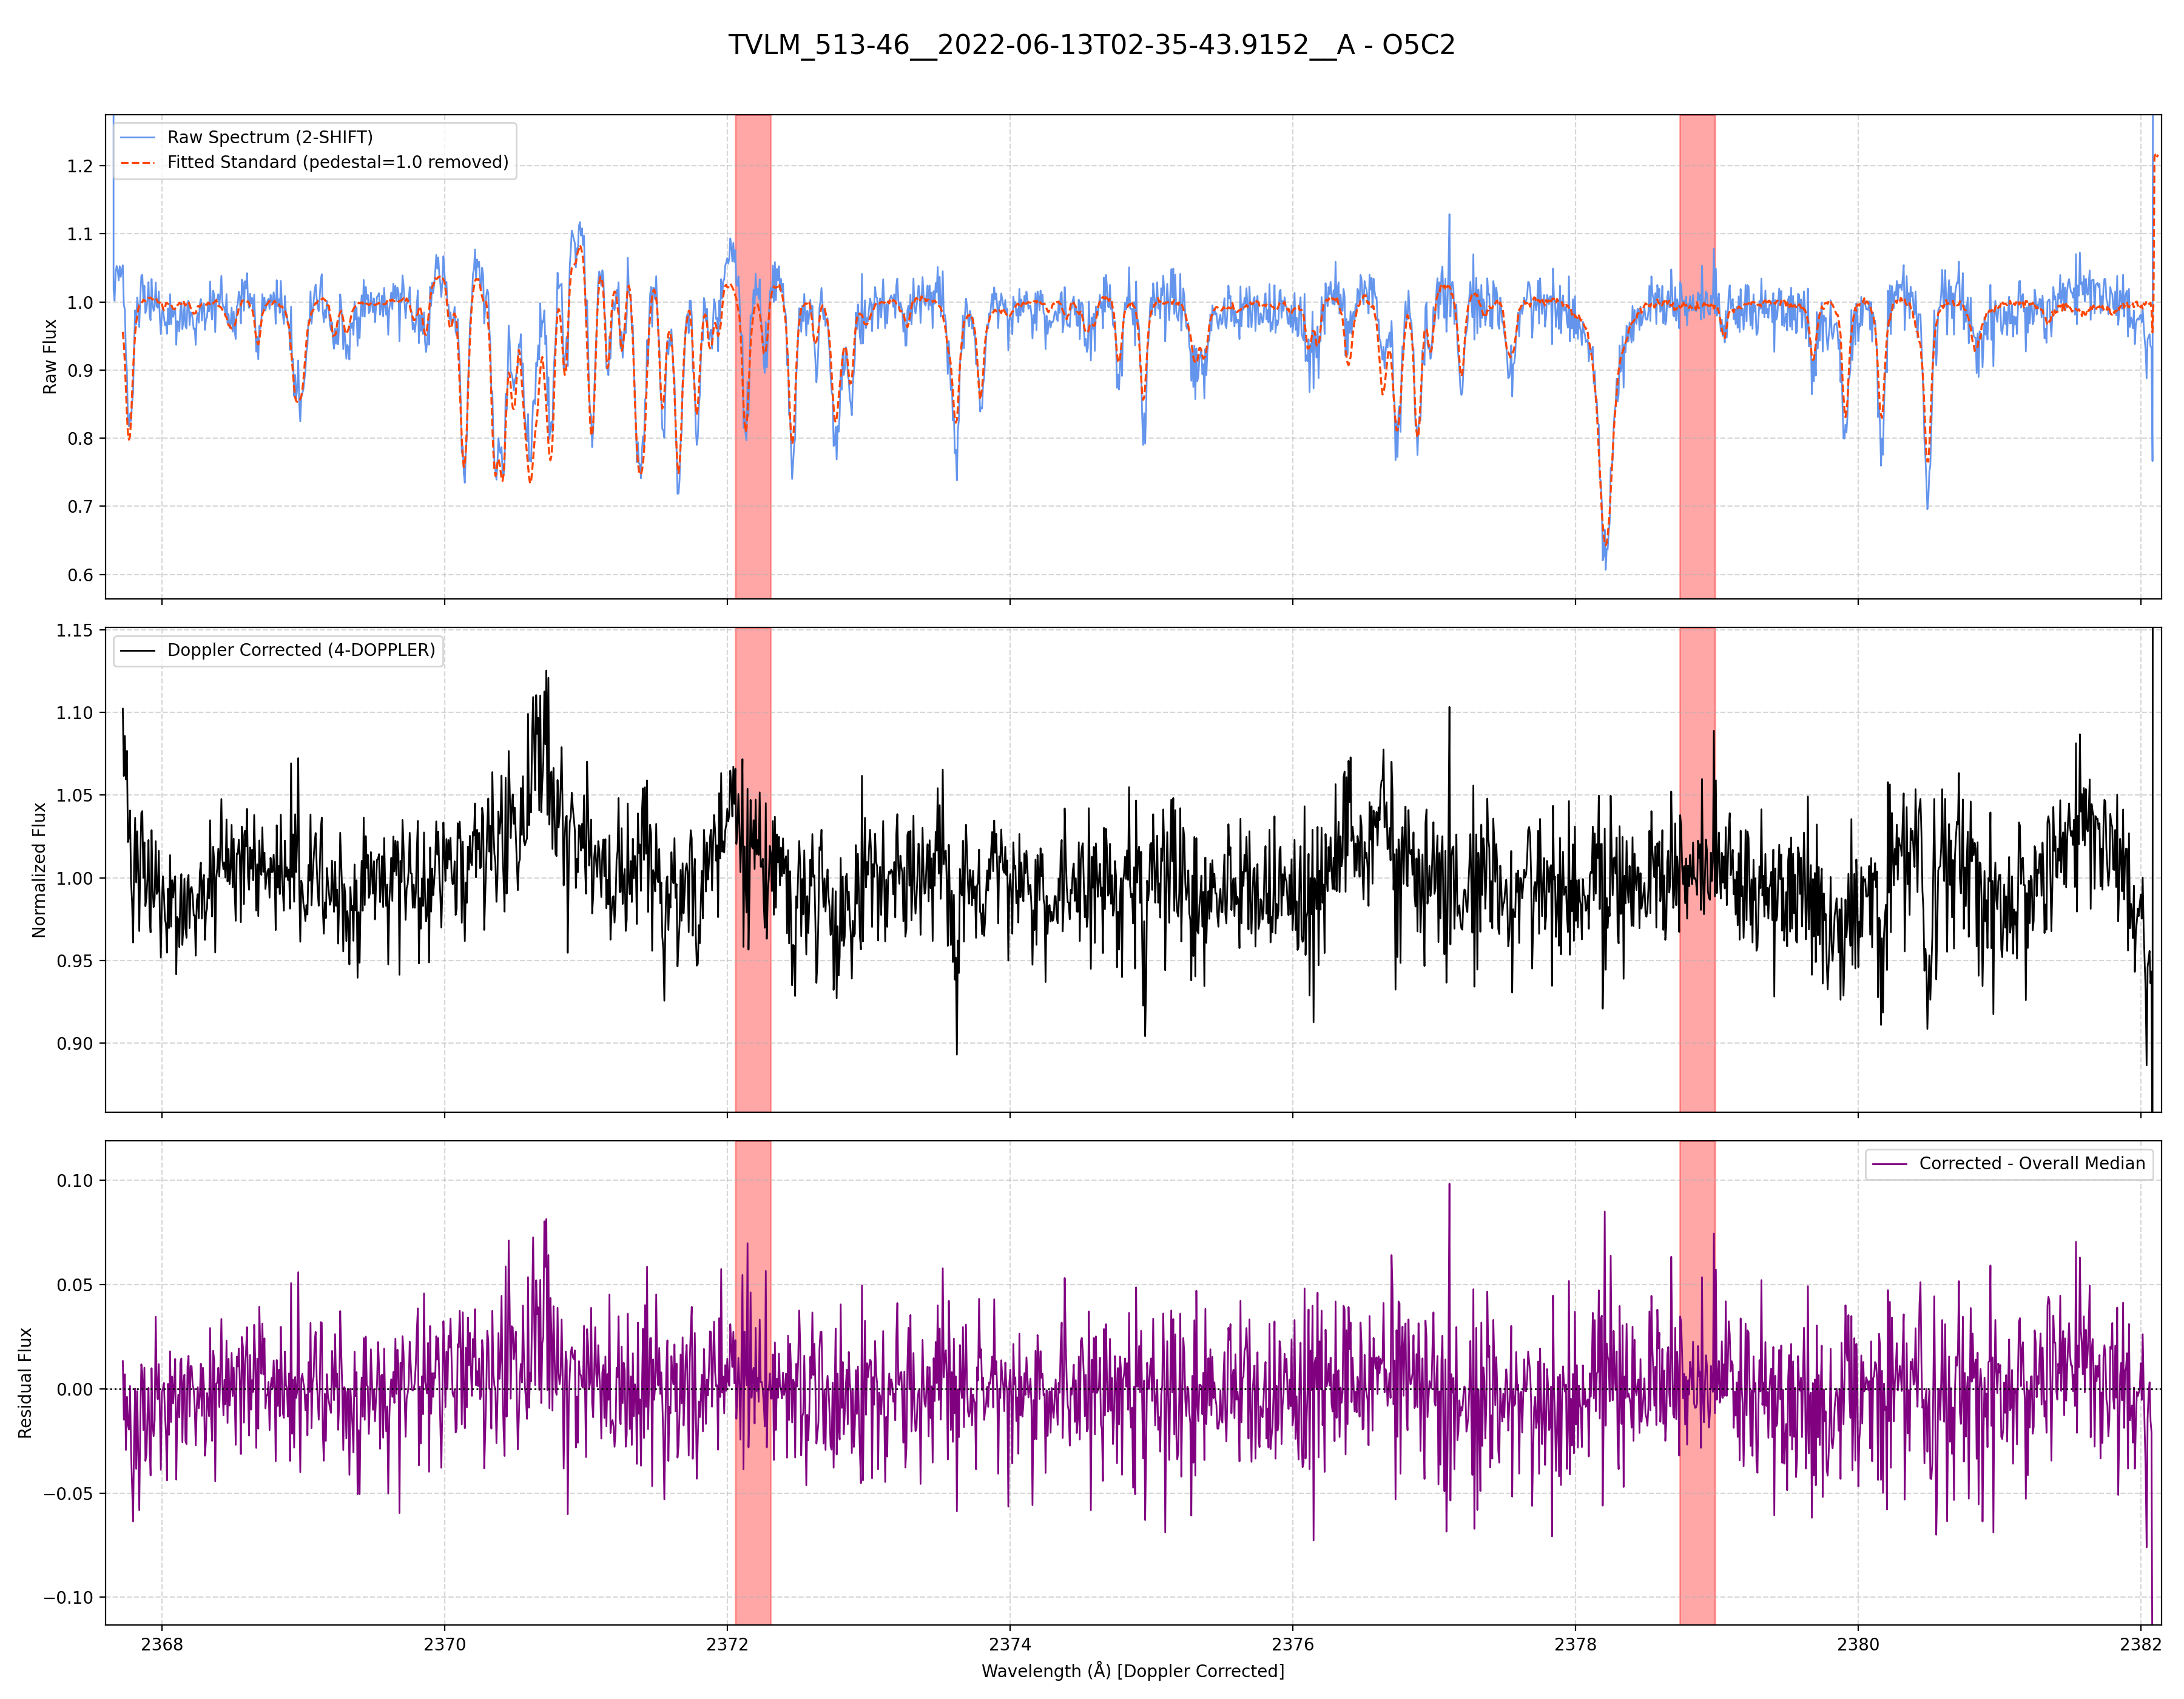 TVLM_513-46__2022-06-13T02-35-43.9152__A - O5C2
Raw Spectrum (2-SHIFT)
Fitted Standard (pedestal=1.0 removed)
1.2
1.1
1.0
0.9
0.8
0.7
0.6
Raw Flux
Doppler Corrected (4-DOPPLER)
1.15
1.10
1.05
1.00
0.95
0.90
Normalized Flux
Corrected - Overall Median
0.10
0.05
0.00
−0.05
−0.10
Residual Flux
2368 2370 2372 2374 2376 2378 2380 2382
Wavelength (Å) [Doppler Corrected]